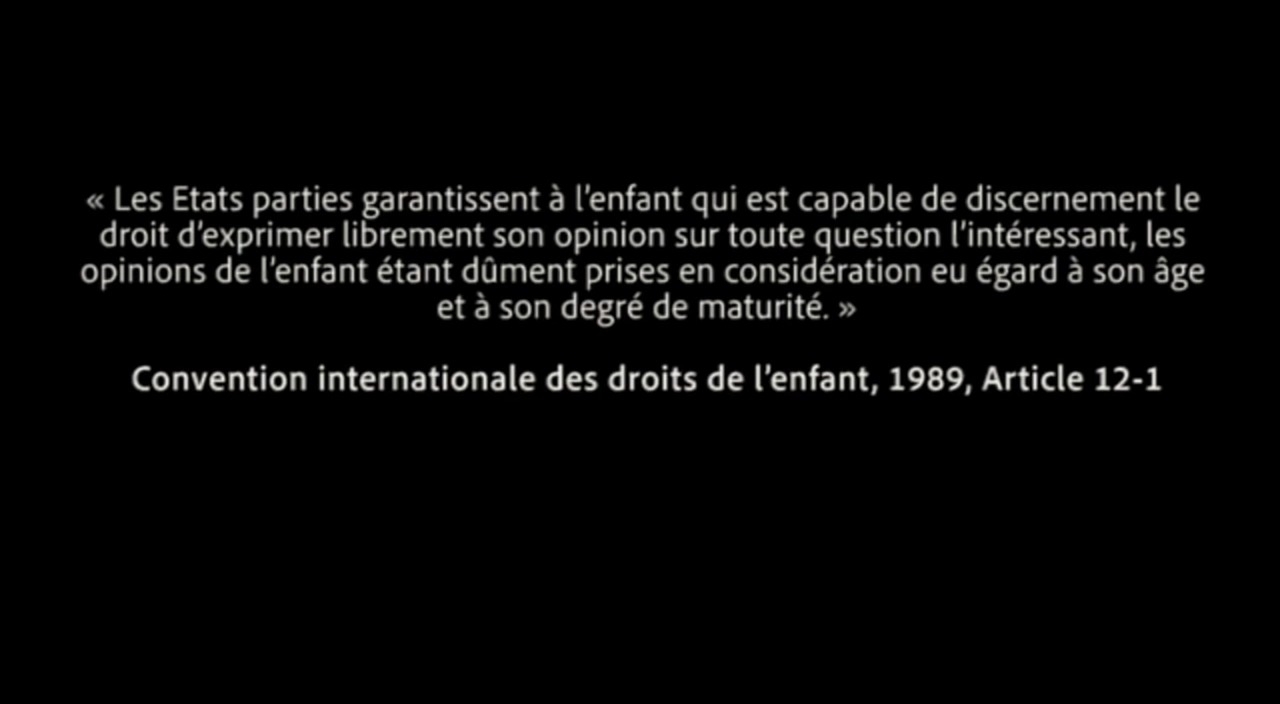 « Les Etats parties garantissent à l'enfant qui est capable de discernement le
droit d'exprimer librement son opinion sur toute question l'intéressant, les
opinions de l'enfant étant dûment prises en considération eu égard à son âge
et à son degré de maturité. »
Convention internationale des droits de l'enfant, 1989, Article 12-1